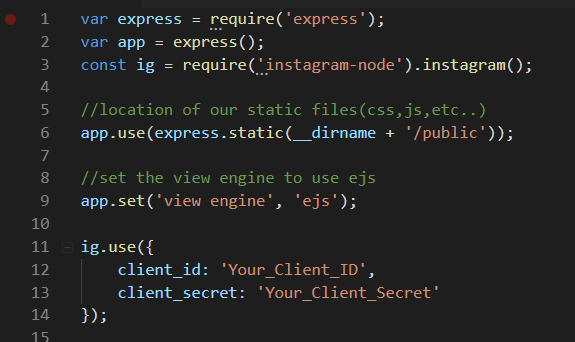 1 var express = require('express');
2 var app = express();
3 const ig = require('instagram-node').instagram();
4
5 //location of our static files(css,js,etc..)
6 app.use(express.static(__dirname + '/public'));
7
8 //set the view engine to use ejs
9 app.set('view engine', 'ejs');
10
11 ig.use({
12 client_id: 'Your_Client_ID',
13 client_secret: 'Your_Client_Secret'
14 });
15